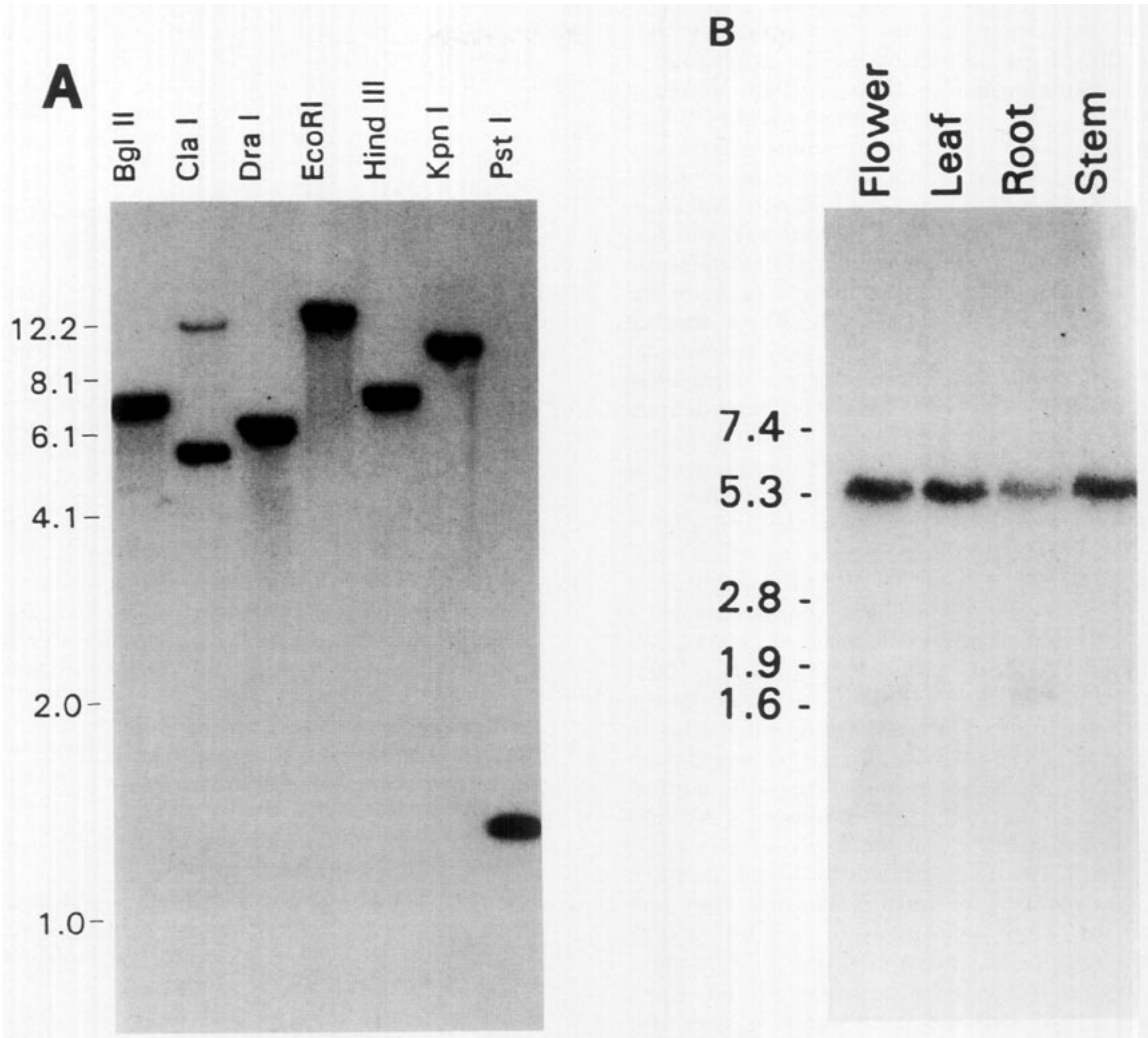 A
Bgl II
Cla I
Dra I
EcoRI
Hind III
Kpn I
Pst I
12.2
8.1
6.1
4.1
2.0
1.0
B
Flower
Leaf
Root
Stem
7.4 -
5.3 -
2.8 -
1.9 -
1.6 -